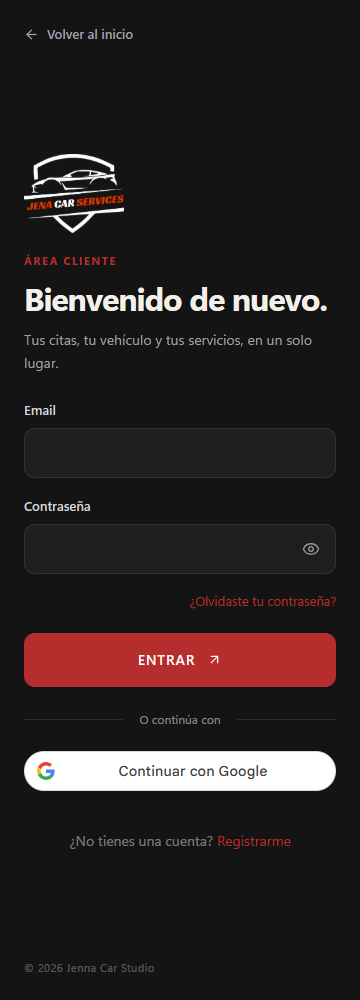 Volver al inicio
JENA CAR SERVICES
ÁREA CLIENTE
Bienvenido de nuevo.
Tus citas, tu vehículo y tus servicios, en un solo
lugar.
Email
Contraseña
¿Olvidaste tu contraseña?
ENTRAR
O continúa con
Continuar con Google
¿No tienes una cuenta? Registrarme
© 2026 Jenna Car Studio